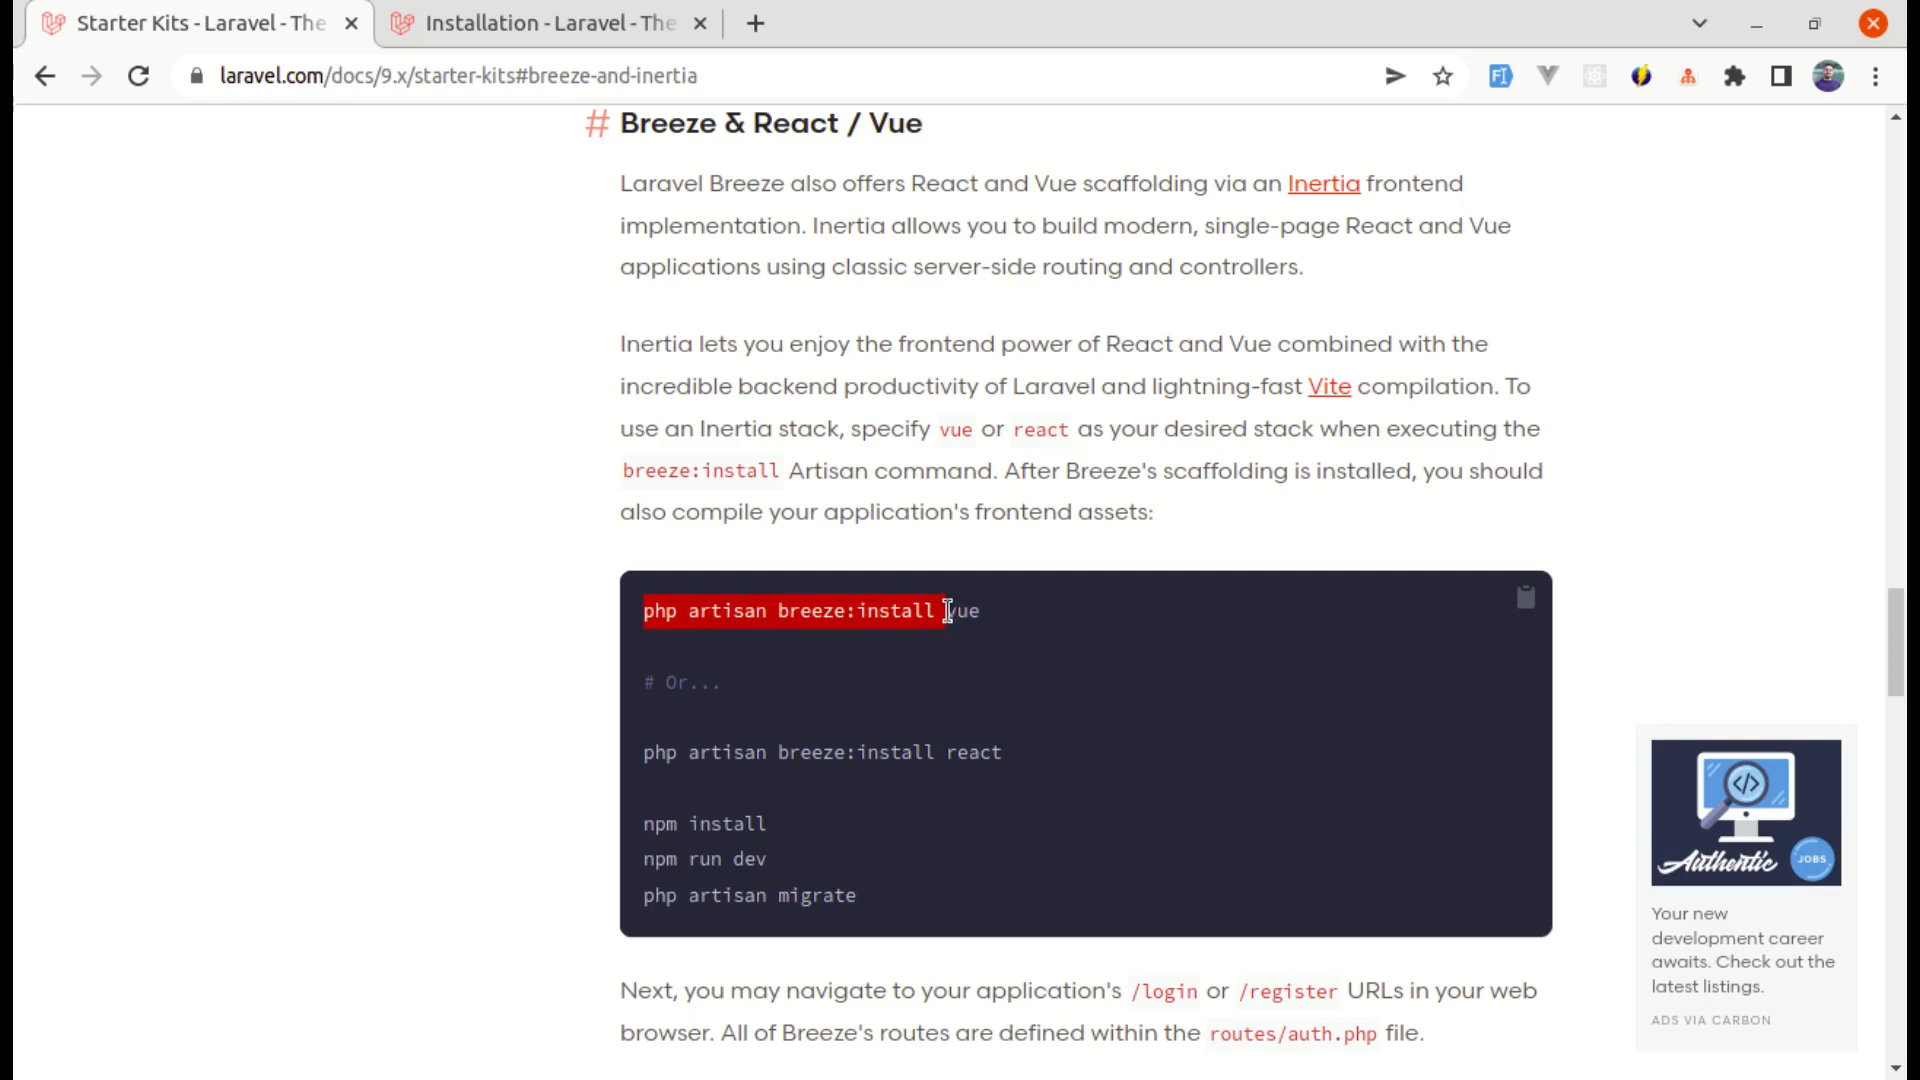 Starter Kits - Laravel - The
Installation - Laravel - The
laravel.com/docs/9.x/starter-kits#breeze-and-inertia
# Breeze & React / Vue
Laravel Breeze also offers React and Vue scaffolding via an Inertia frontend
implementation. Inertia allows you to build modern, single-page React and Vue
applications using classic server-side routing and controllers.
Inertia lets you enjoy the frontend power of React and Vue combined with the
incredible backend productivity of Laravel and lightning-fast Vite compilation. To
use an Inertia stack, specify vue or react as your desired stack when executing the
breeze:install Artisan command. After Breeze's scaffolding is installed, you should
also compile your application's frontend assets:
php artisan breeze:install vue
# Or...
php artisan breeze:install react
npm install
npm run dev
php artisan migrate
Next, you may navigate to your application's /login or /register URLs in your web
browser. All of Breeze's routes are defined within the routes/auth.php file.
</>
Authentic JOBS
Your new
development career
awaits. Check out the
latest listings.
ADS VIA CARBON